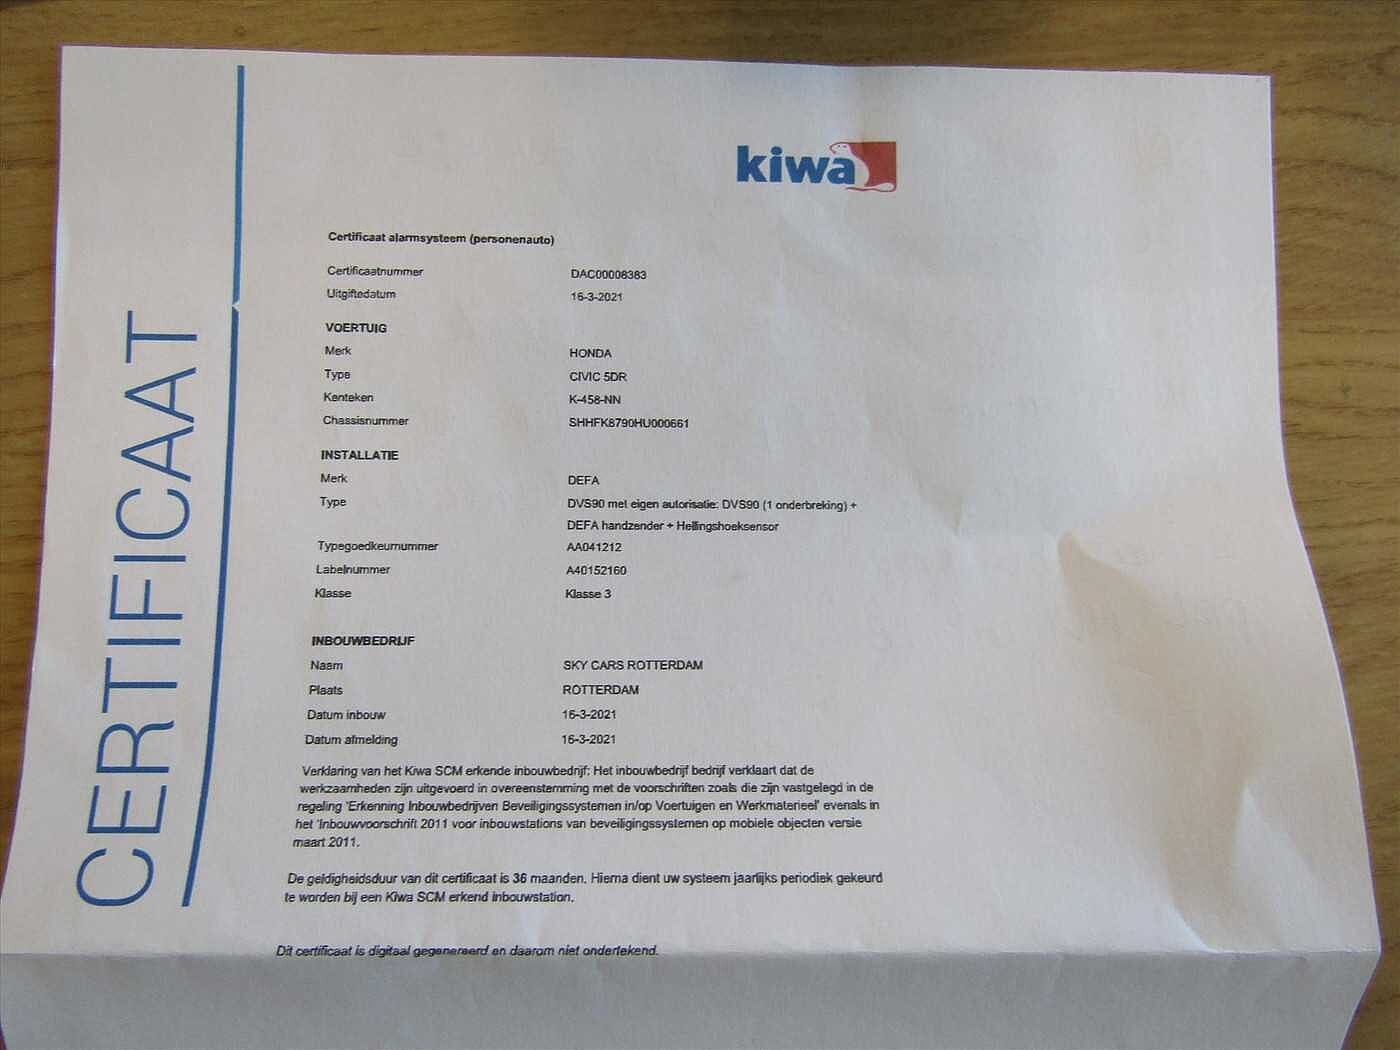 CERTIFICAAT
kiwa
Certificaat alarmsysteem (personenauto)
Certificaatnummer DAC00008383
Uitgiftedatum 16-3-2021
VOERTUIG
Merk HONDA
Type CIVIC 5DR
Kenteken K-458-NN
Chassisnummer SHHFK8790HU000661
INSTALLATIE
Merk DEFA
Type DVS90 met eigen autorisatie: DVS90 (1 onderbreking) +
DEFA handzender + Hellingshoeksensor
Typegoedkeurnummer AA041212
Labelnummer A40152160
Klasse Klasse 3
INBOUWBEDRIJF
Naam SKY CARS ROTTERDAM
Plaats ROTTERDAM
Datum inbouw 16-3-2021
Datum afmelding 16-3-2021
Verklaring van het Kiwa SCM erkende inbouwbedrijf: Het inbouwbedrijf bedrijf verklaart dat de
werkzaamheden zijn uitgevoerd in overeenstemming met de voorschriften zoals die zijn vastgelegd in de
regeling 'Erkenning Inbouwbedrijven Beveiligingssystemen in/op Voertuigen en Werkmaterieel' evenals in
het 'Inbouwvoorschrift 2011 voor inbouwstations van beveiligingssystemen op mobiele objecten versie
maart 2011.
De geldigheidsduur van dit certificaat is 36 maanden. Hierna dient uw systeem jaarlijks periodiek gekeurd
te worden bij een Kiwa SCM erkend inbouwstation.
Dit certificaat is digitaal gegenereerd en daarom niet ondertekend.